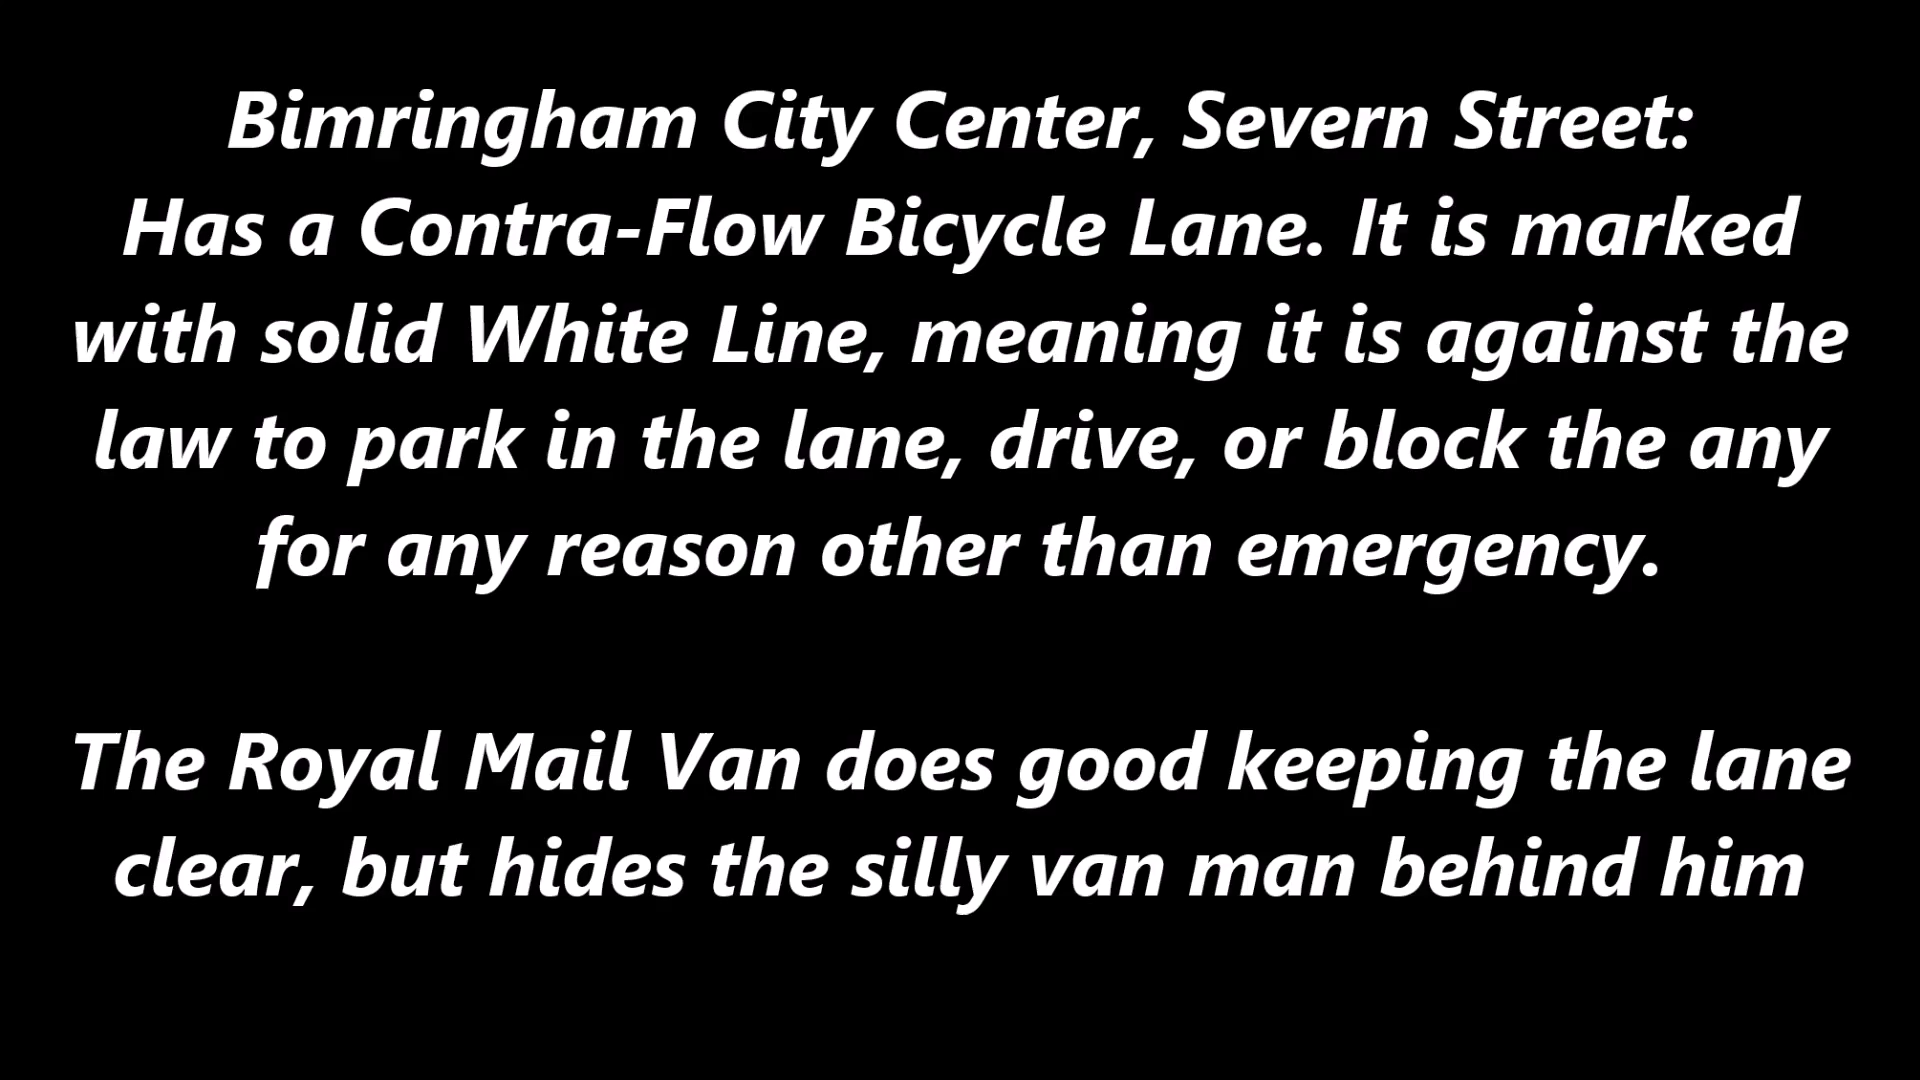 Bimringham City Center, Severn Street:
Has a Contra-Flow Bicycle Lane. It is marked
with solid White Line, meaning it is against the
law to park in the lane, drive, or block the any
for any reason other than emergency.
The Royal Mail Van does good keeping the lane
clear, but hides the silly van man behind him